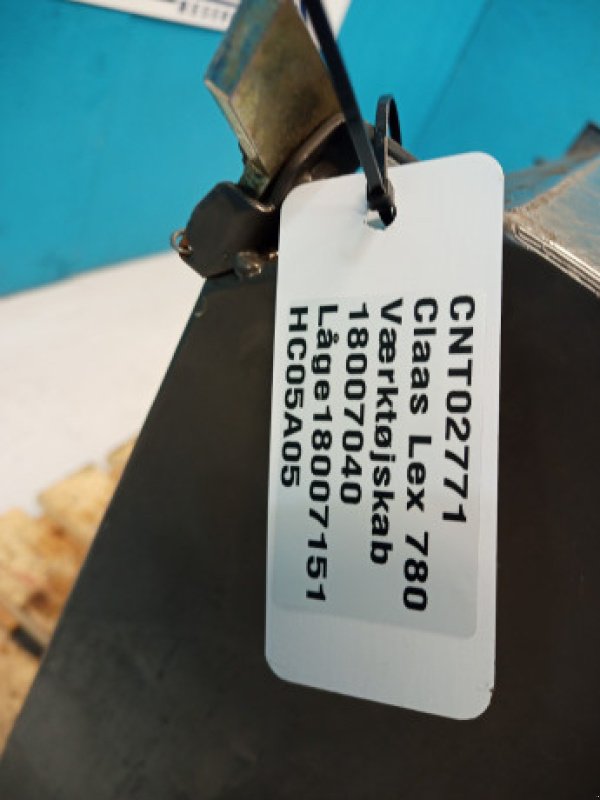 CNT02771
Claas Lex 780
Værktøjskab
18007040
Låge18007151
HC05A05